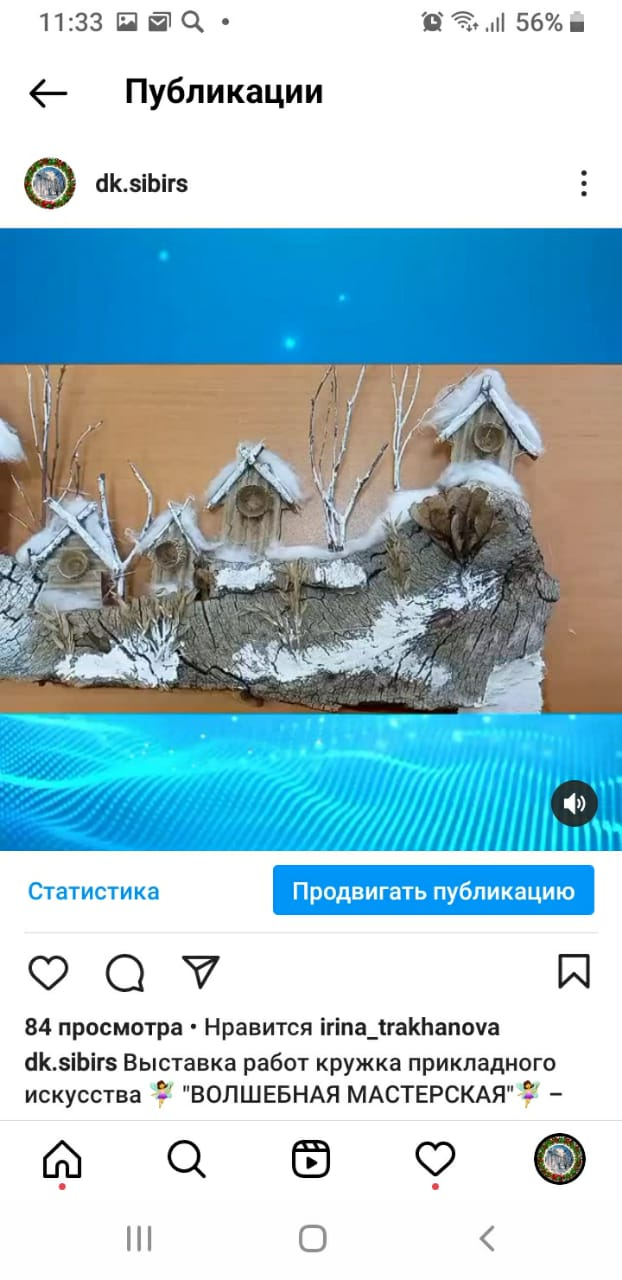 11:33 56%
Публикации
dk.sibirs
Статистика
Продвигать публикацию
84 просмотра • Нравится irina_trakhanova
dk.sibirs Выставка работ кружка прикладного
искусства 🧚‍♀️ "ВОЛШЕБНАЯ МАСТЕРСКАЯ"🧚‍♀️ –